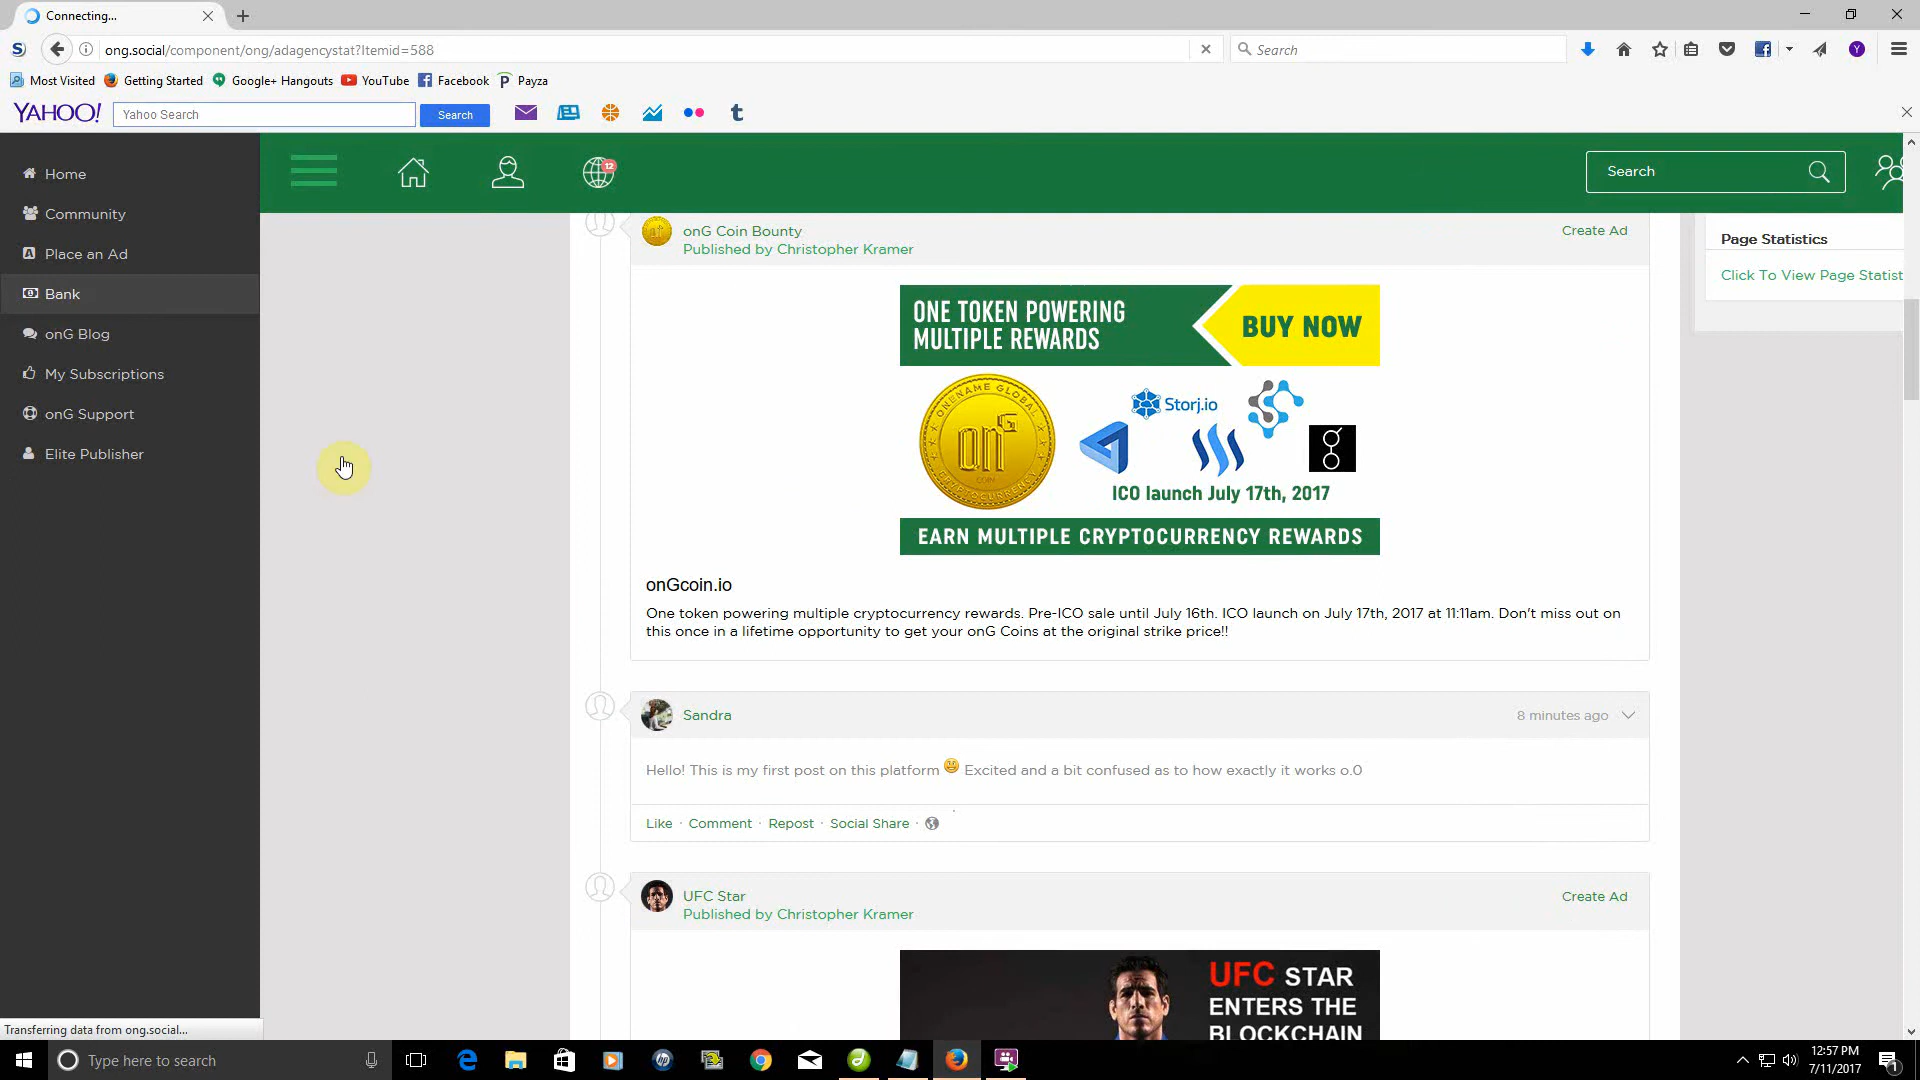 Connecting...
ong.social/component/ong/adagencystat?Itemid=588
Search
Most Visited
Getting Started
Google+ Hangouts
YouTube
Facebook
Payza
YAHOO!
Yahoo Search
Search
Home
Community
Place an Ad
Bank
onG Blog
My Subscriptions
onG Support
Elite Publisher
12
Search
onG Coin Bounty
Published by Christopher Kramer
Create Ad
ONE TOKEN POWERING
MULTIPLE REWARDS
BUY NOW
ONENAME GLOBAL
onG
COIN
CRYPTOCURRENCY
Storj.io
ICO launch July 17th, 2017
EARN MULTIPLE CRYPTOCURRENCY REWARDS
onGcoin.io
One token powering multiple cryptocurrency rewards. Pre-ICO sale until July 16th. ICO launch on July 17th, 2017 at 11:11am. Don't miss out on
this once in a lifetime opportunity to get your onG Coins at the original strike price!!
Page Statistics
Click To View Page Statist
Sandra
8 minutes ago
Hello! This is my first post on this platform 😀 Excited and a bit confused as to how exactly it works o.0
Like · Comment · Repost · Social Share ·
UFC Star
Published by Christopher Kramer
Create Ad
UFC STAR
ENTERS THE
BLOCKCHAIN
Transferring data from ong.social...
Type here to search
12:57 PM
7/11/2017
1